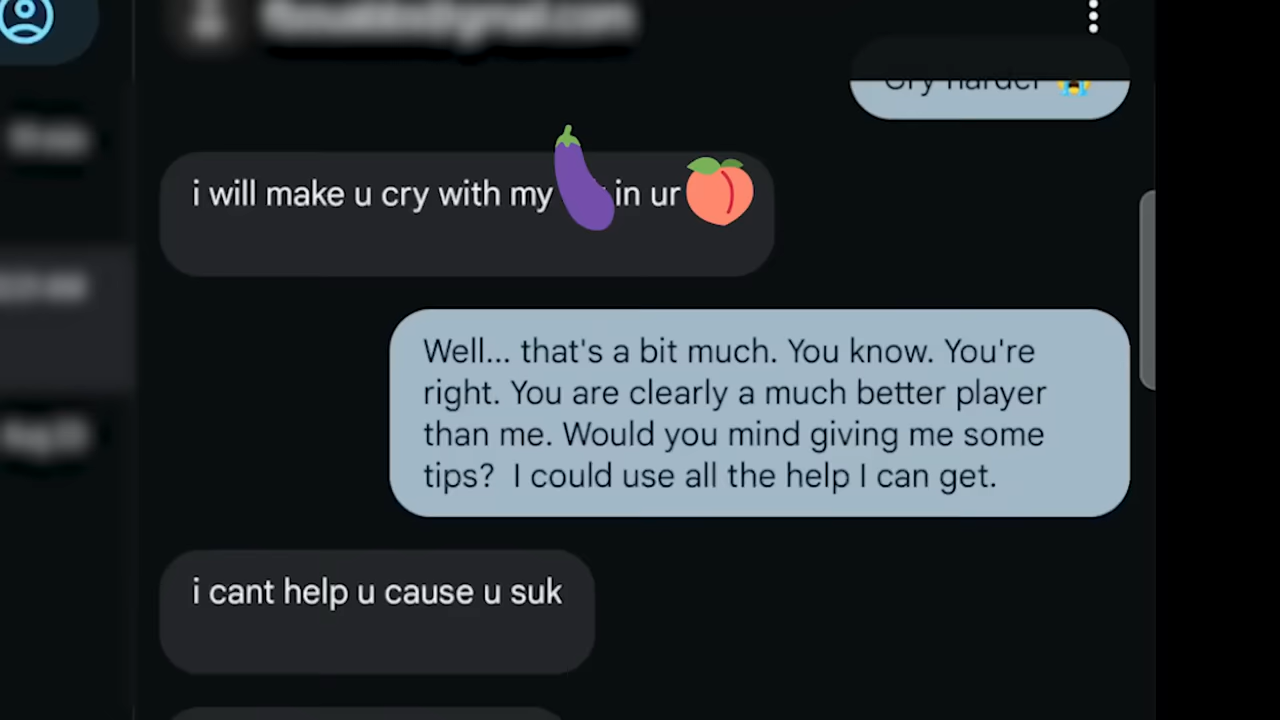 Cry harder 😭
i will make u cry with my 🍆 in ur 🍑
Well... that's a bit much. You know. You're
right. You are clearly a much better player
than me. Would you mind giving me some
tips?  I could use all the help I can get.
i cant help u cause u suk